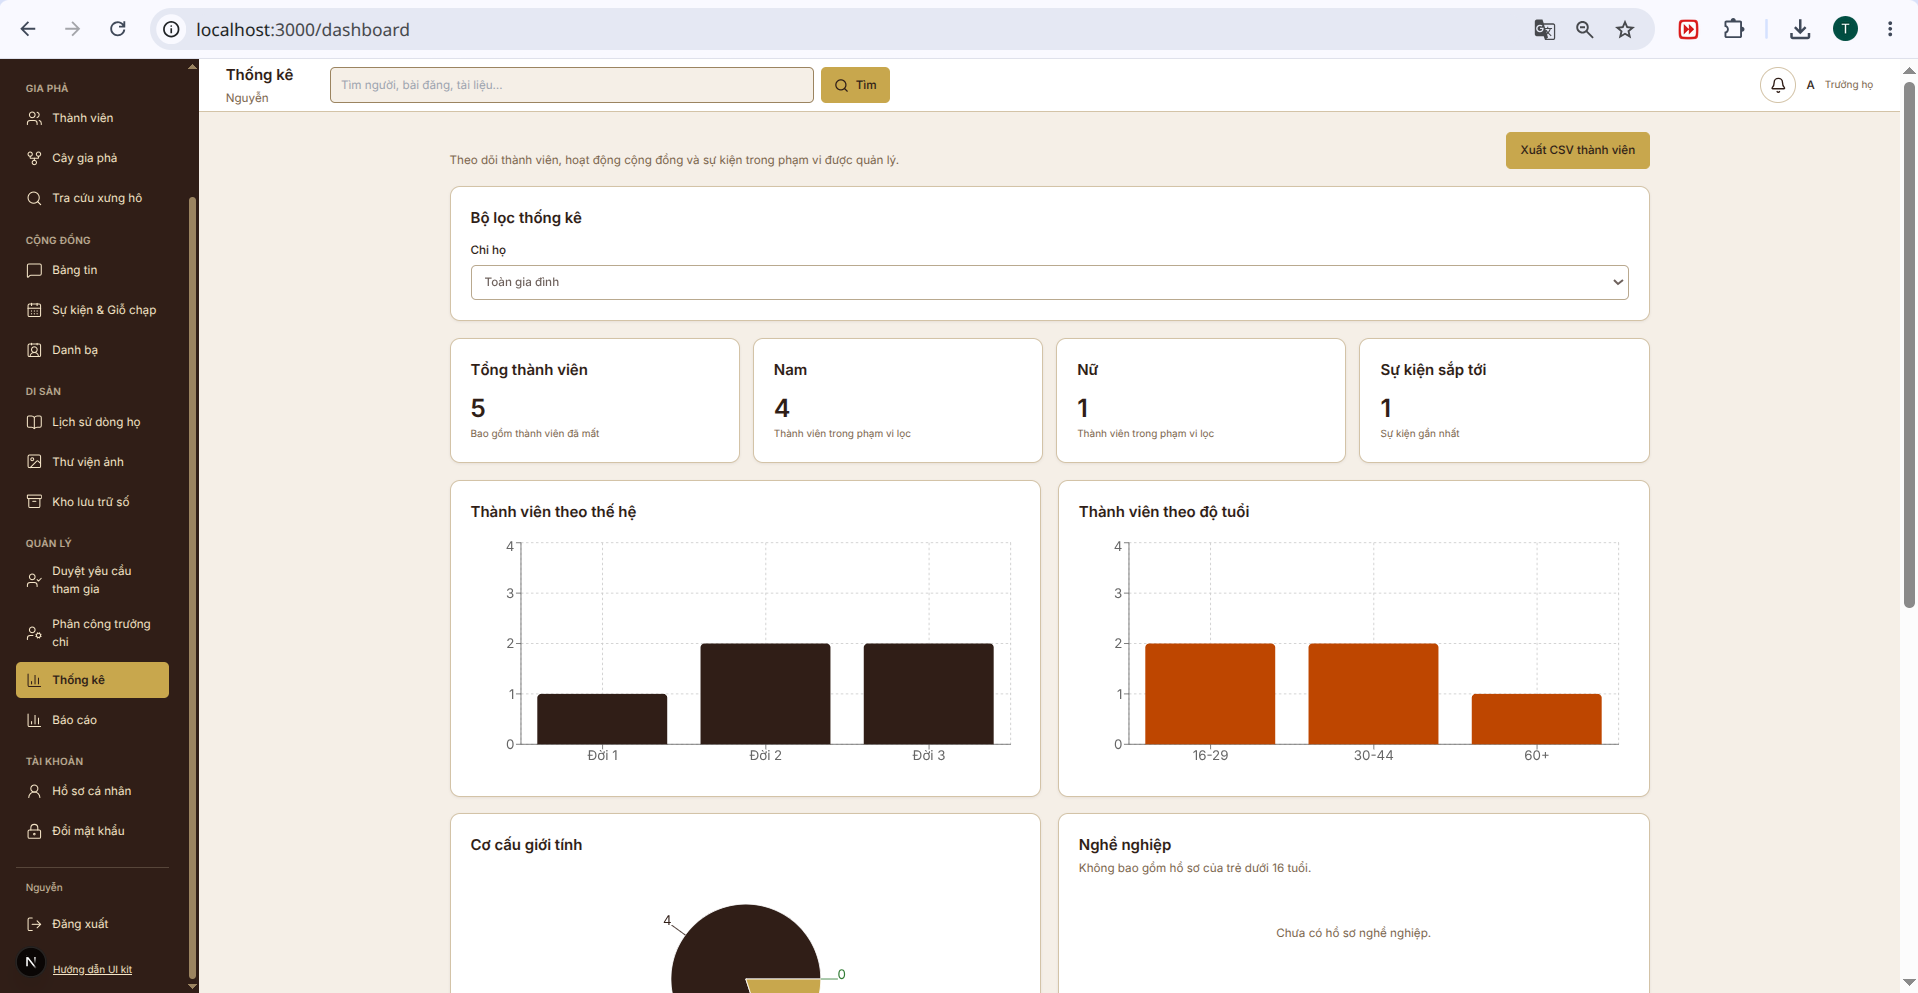 localhost:3000/dashboard
T
GIA PHẢ
Thành viên
Cây gia phả
Tra cứu xưng hô
CỘNG ĐỒNG
Bảng tin
Sự kiện & Giỗ chạp
Danh bạ
DI SẢN
Lịch sử dòng họ
Thư viện ảnh
Kho lưu trữ số
QUẢN LÝ
Duyệt yêu cầu
tham gia
Phân công trưởng
chi
Thống kê
Báo cáo
TÀI KHOẢN
Hồ sơ cá nhân
Đổi mật khẩu
Nguyễn
Đăng xuất
N
Hướng dẫn UI kit
Thống kê
Nguyễn
Tìm người, bài đăng, tài liệu...
Tìm
A Trưởng họ
Theo dõi thành viên, hoạt động cộng đồng và sự kiện trong phạm vi được quản lý.
Xuất CSV thành viên
Bộ lọc thống kê
Chi họ
Toàn gia đình
Tổng thành viên
5
Bao gồm thành viên đã mất
Nam
4
Thành viên trong phạm vi lọc
Nữ
1
Thành viên trong phạm vi lọc
Sự kiện sắp tới
1
Sự kiện gần nhất
Thành viên theo thế hệ
4
3
2
1
0
Đời 1 Đời 2 Đời 3
Thành viên theo độ tuổi
4
3
2
1
0
16-29 30-44 60+
Cơ cấu giới tính
4
0
Nghề nghiệp
Không bao gồm hồ sơ của trẻ dưới 16 tuổi.
Chưa có hồ sơ nghề nghiệp.